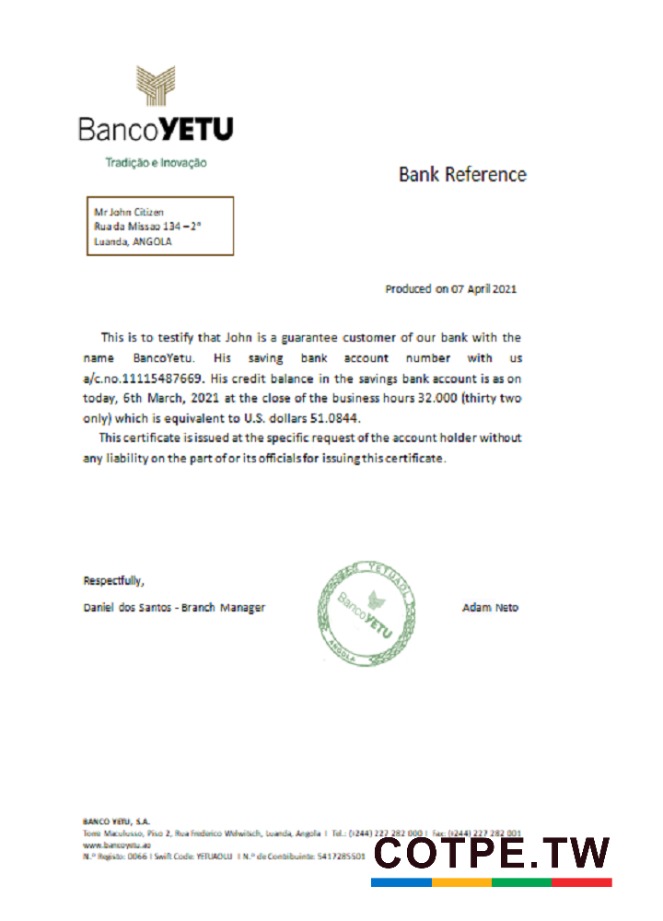 BancoYETU
Tradição e Inovação
Bank Reference
Mr John Citizen
Rua da Missao 134 – 2°
Luanda, ANGOLA
Produced on 07 April 2021
This is to testify that John is a guarantee customer of our bank with the
name BancoYetu. His saving bank account number with us
a/c.no.11115487669. His credit balance in the savings bank account is as on
today, 6th March, 2021 at the close of the business hours 32.000 (thirty two
only) which is equivalent to U.S. dollars 51.0844.
This certificate is issued at the specific request of the account holder without
any liability on the part of or its officials for issuing this certificate.
Respectfully,
Daniel dos Santos - Branch Manager
YETUAOL
BancoYETU
ANGOLA
Adam Neto
BANCO YETU, S.A.
Torre Maculusso, Piso 2, Rua Frederico Welwitsch, Luanda, Angola I Tel.: (+244) 227 282 000 I Fax: (+244) 227 282 001
www.bancoyetu.ao
N.º Registo: 0066 I Swift Code: YETUAOLU I N.º de Contibuinte: 5417285501
COTPE.TW